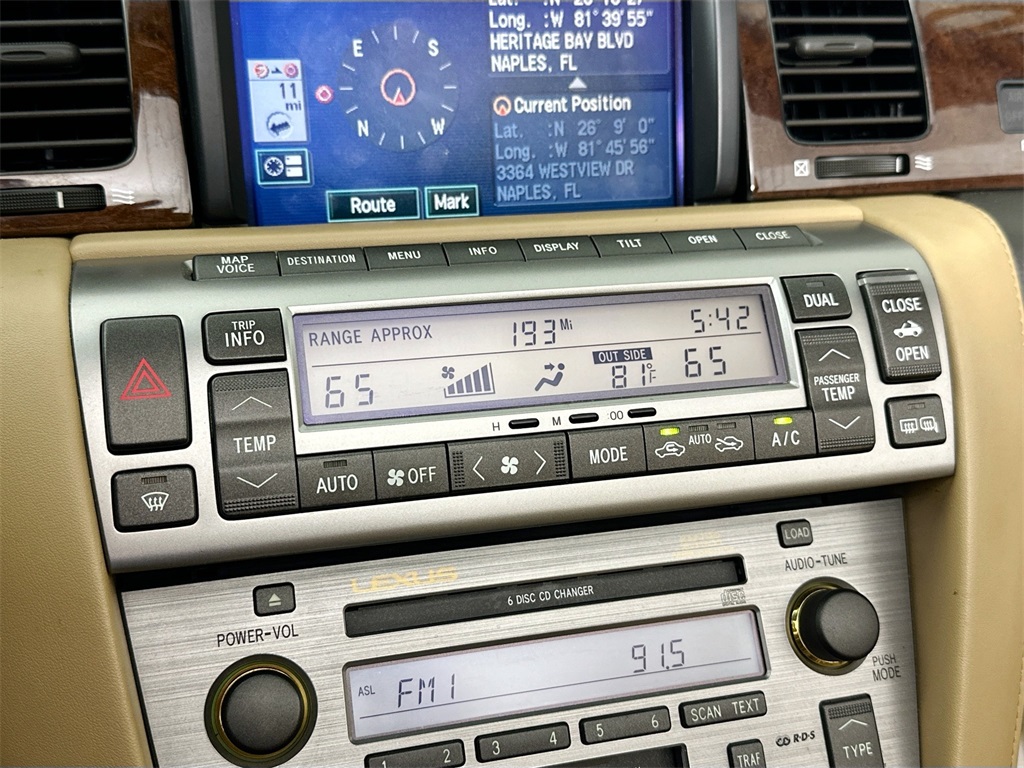 Long. :W 81°39'55"
HERITAGE BAY BLVD
NAPLES, FL
E S
N W
11
mi
Current Position
Lat. :N 26° 9' 0"
Long. :W 81°45'56"
3364 WESTVIEW DR
NAPLES, FL
Route
Mark
MAP
VOICE
DESTINATION
MENU
INFO
DISPLAY
TILT
OPEN
CLOSE
TRIP
INFO
RANGE APPROX
193 Mi
5:42
65
OUT SIDE
81°F
65
DUAL
CLOSE
OPEN
TEMP
PASSENGER
TEMP
H
M
:00
AUTO
OFF
MODE
AUTO
A/C
LEXUS
6 DISC CD CHANGER
LOAD
AUDIO-TUNE
POWER-VOL
ASL
FM1
91.5
PUSH
MODE
1 2
3 4
5 6
SCAN TEXT
TRAF
R·D·S
TYPE